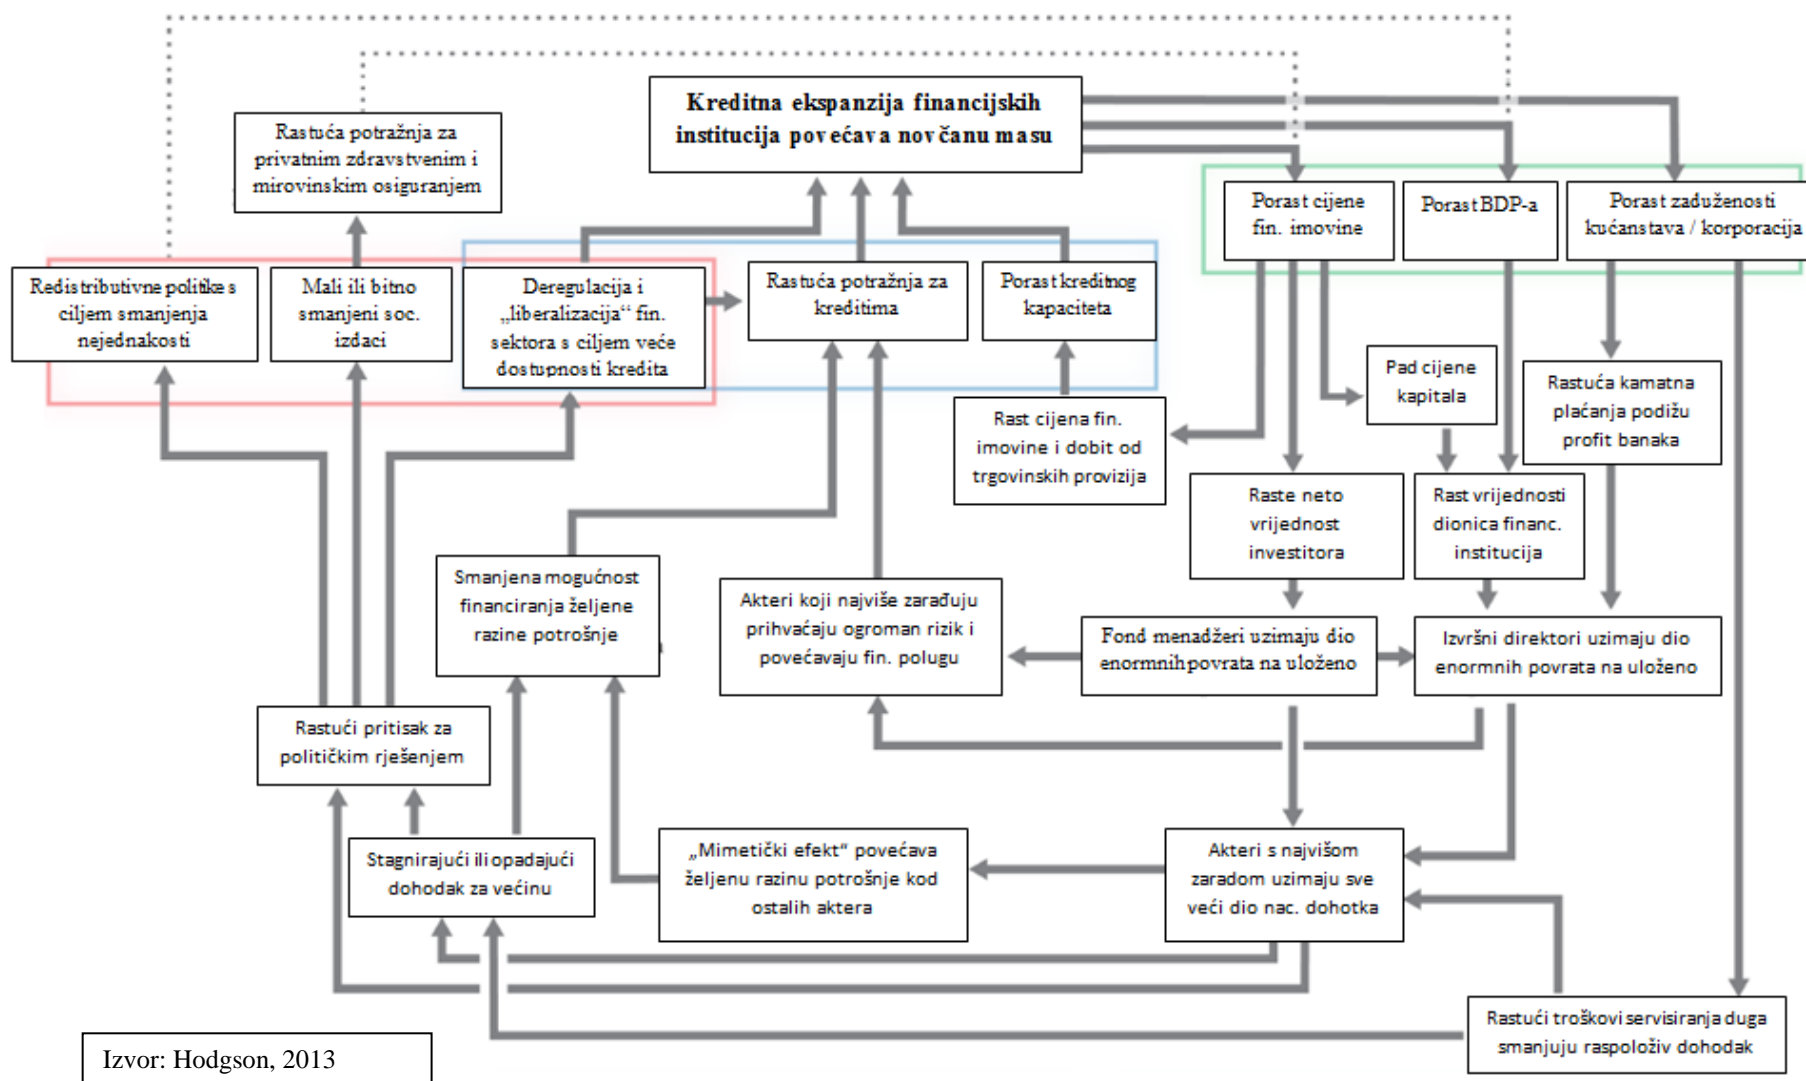 Kreditna ekspanzija financijskih
institucija povećava novčanu masu
Rastuća potražnja za
privatnim zdravstvenim i
mirovinskim osiguranjem
Porast cijene
fin. imovine
Porast BDP-a
Porast zaduženosti
kućanstava / korporacija
Redistributivne politike s
ciljem smanjenja
nejednakosti
Mali ili bitno
smanjeni soc.
izdaci
Deregulacija i
„liberalizacija“ fin.
sektora s ciljem veće
dostupnosti kredita
Rastuća potražnja za
kreditima
Porast kreditnog
kapaciteta
Pad cijene
kapitala
Rastuća kamatna
plaćanja podižu
profit banaka
Rast cijena fin.
imovine i dobit od
trgovinskih provizija
Raste neto
vrijednost
investitora
Rast vrijednosti
dionica financ.
institucija
Smanjena mogućnost
financiranja željene
razine potrošnje
Akteri koji najviše zarađuju
prihvaćaju ogroman rizik i
povećavaju fin. polugu
Fond menadžeri uzimaju dio
enormnih povrata na uloženo
Izvršni direktori uzimaju dio
enormnih povrata na uloženo
Rastući pritisak za
političkim rješenjem
Stagnirajući ili opadajući
dohodak za većinu
„Mimetički efekt“ povećava
željenu razinu potrošnje kod
ostalih aktera
Akteri s najvišom
zaradom uzimaju sve
veći dio nac. dohotka
Rastući troškovi servisiranja duga
smanjuju raspoloživ dohodak
Izvor: Hodgson, 2013